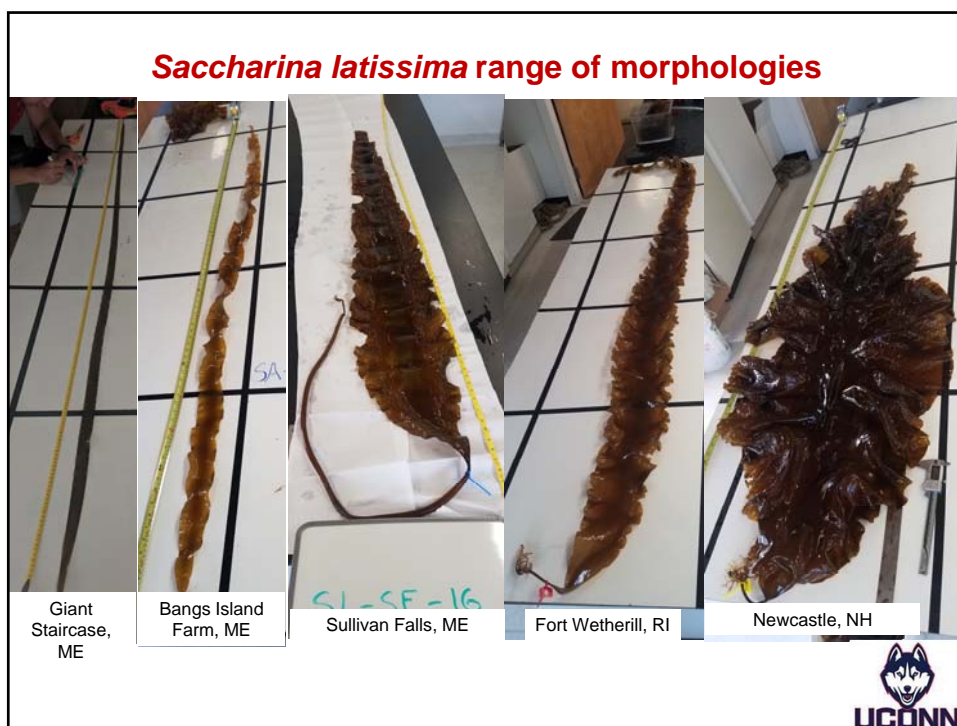 Saccharina latissima range of morphologies
SA-
SL-SF-16
Giant
Staircase,
ME
Bangs Island
Farm, ME
Sullivan Falls, ME
Fort Wetherill, RI
Newcastle, NH
UCONN